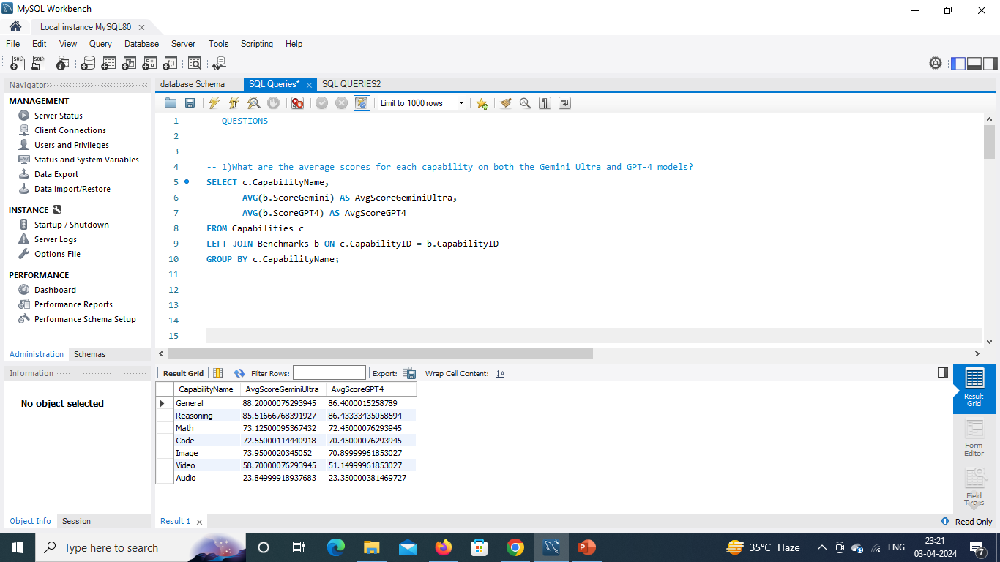 MySQL Workbench
Local instance MySQL80
File Edit View Query Database Server Tools Scripting Help
Navigator
MANAGEMENT
Server Status
Client Connections
Users and Privileges
Status and System Variables
Data Export
Data Import/Restore
INSTANCE
Startup / Shutdown
Server Logs
Options File
PERFORMANCE
Dashboard
Performance Reports
Performance Schema Setup
Administration Schemas
Information
No object selected
Object Info Session
database Schema SQL Queries* SQL QUERIES2
Limit to 1000 rows
1 -- QUESTIONS
2
3
4 -- 1)What are the average scores for each capability on both the Gemini Ultra and GPT-4 models?
5 SELECT c.CapabilityName,
6 AVG(b.ScoreGemini) AS AvgScoreGeminiUltra,
7 AVG(b.ScoreGPT4) AS AvgScoreGPT4
8 FROM Capabilities c
9 LEFT JOIN Benchmarks b ON c.CapabilityID = b.CapabilityID
10 GROUP BY c.CapabilityName;
11
12
13
14
15
Result Grid Filter Rows: Export: Wrap Cell Content: IA
CapabilityName AvgScoreGeminiUltra AvgScoreGPT4
General 88.20000076293945 86.4000015258789
Reasoning 85.51666768391927 86.43333435058594
Math 73.12500095367432 72.45000076293945
Code 72.55000114440918 70.45000076293945
Image 73.9500020345052 70.89999961853027
Video 58.70000076293945 51.14999961853027
Audio 23.84999918937683 23.350000381469727
Result Grid
Form Editor
Field Types
Result 1
Read Only
Type here to search
35°C Haze
ENG
23:21
03-04-2024
7